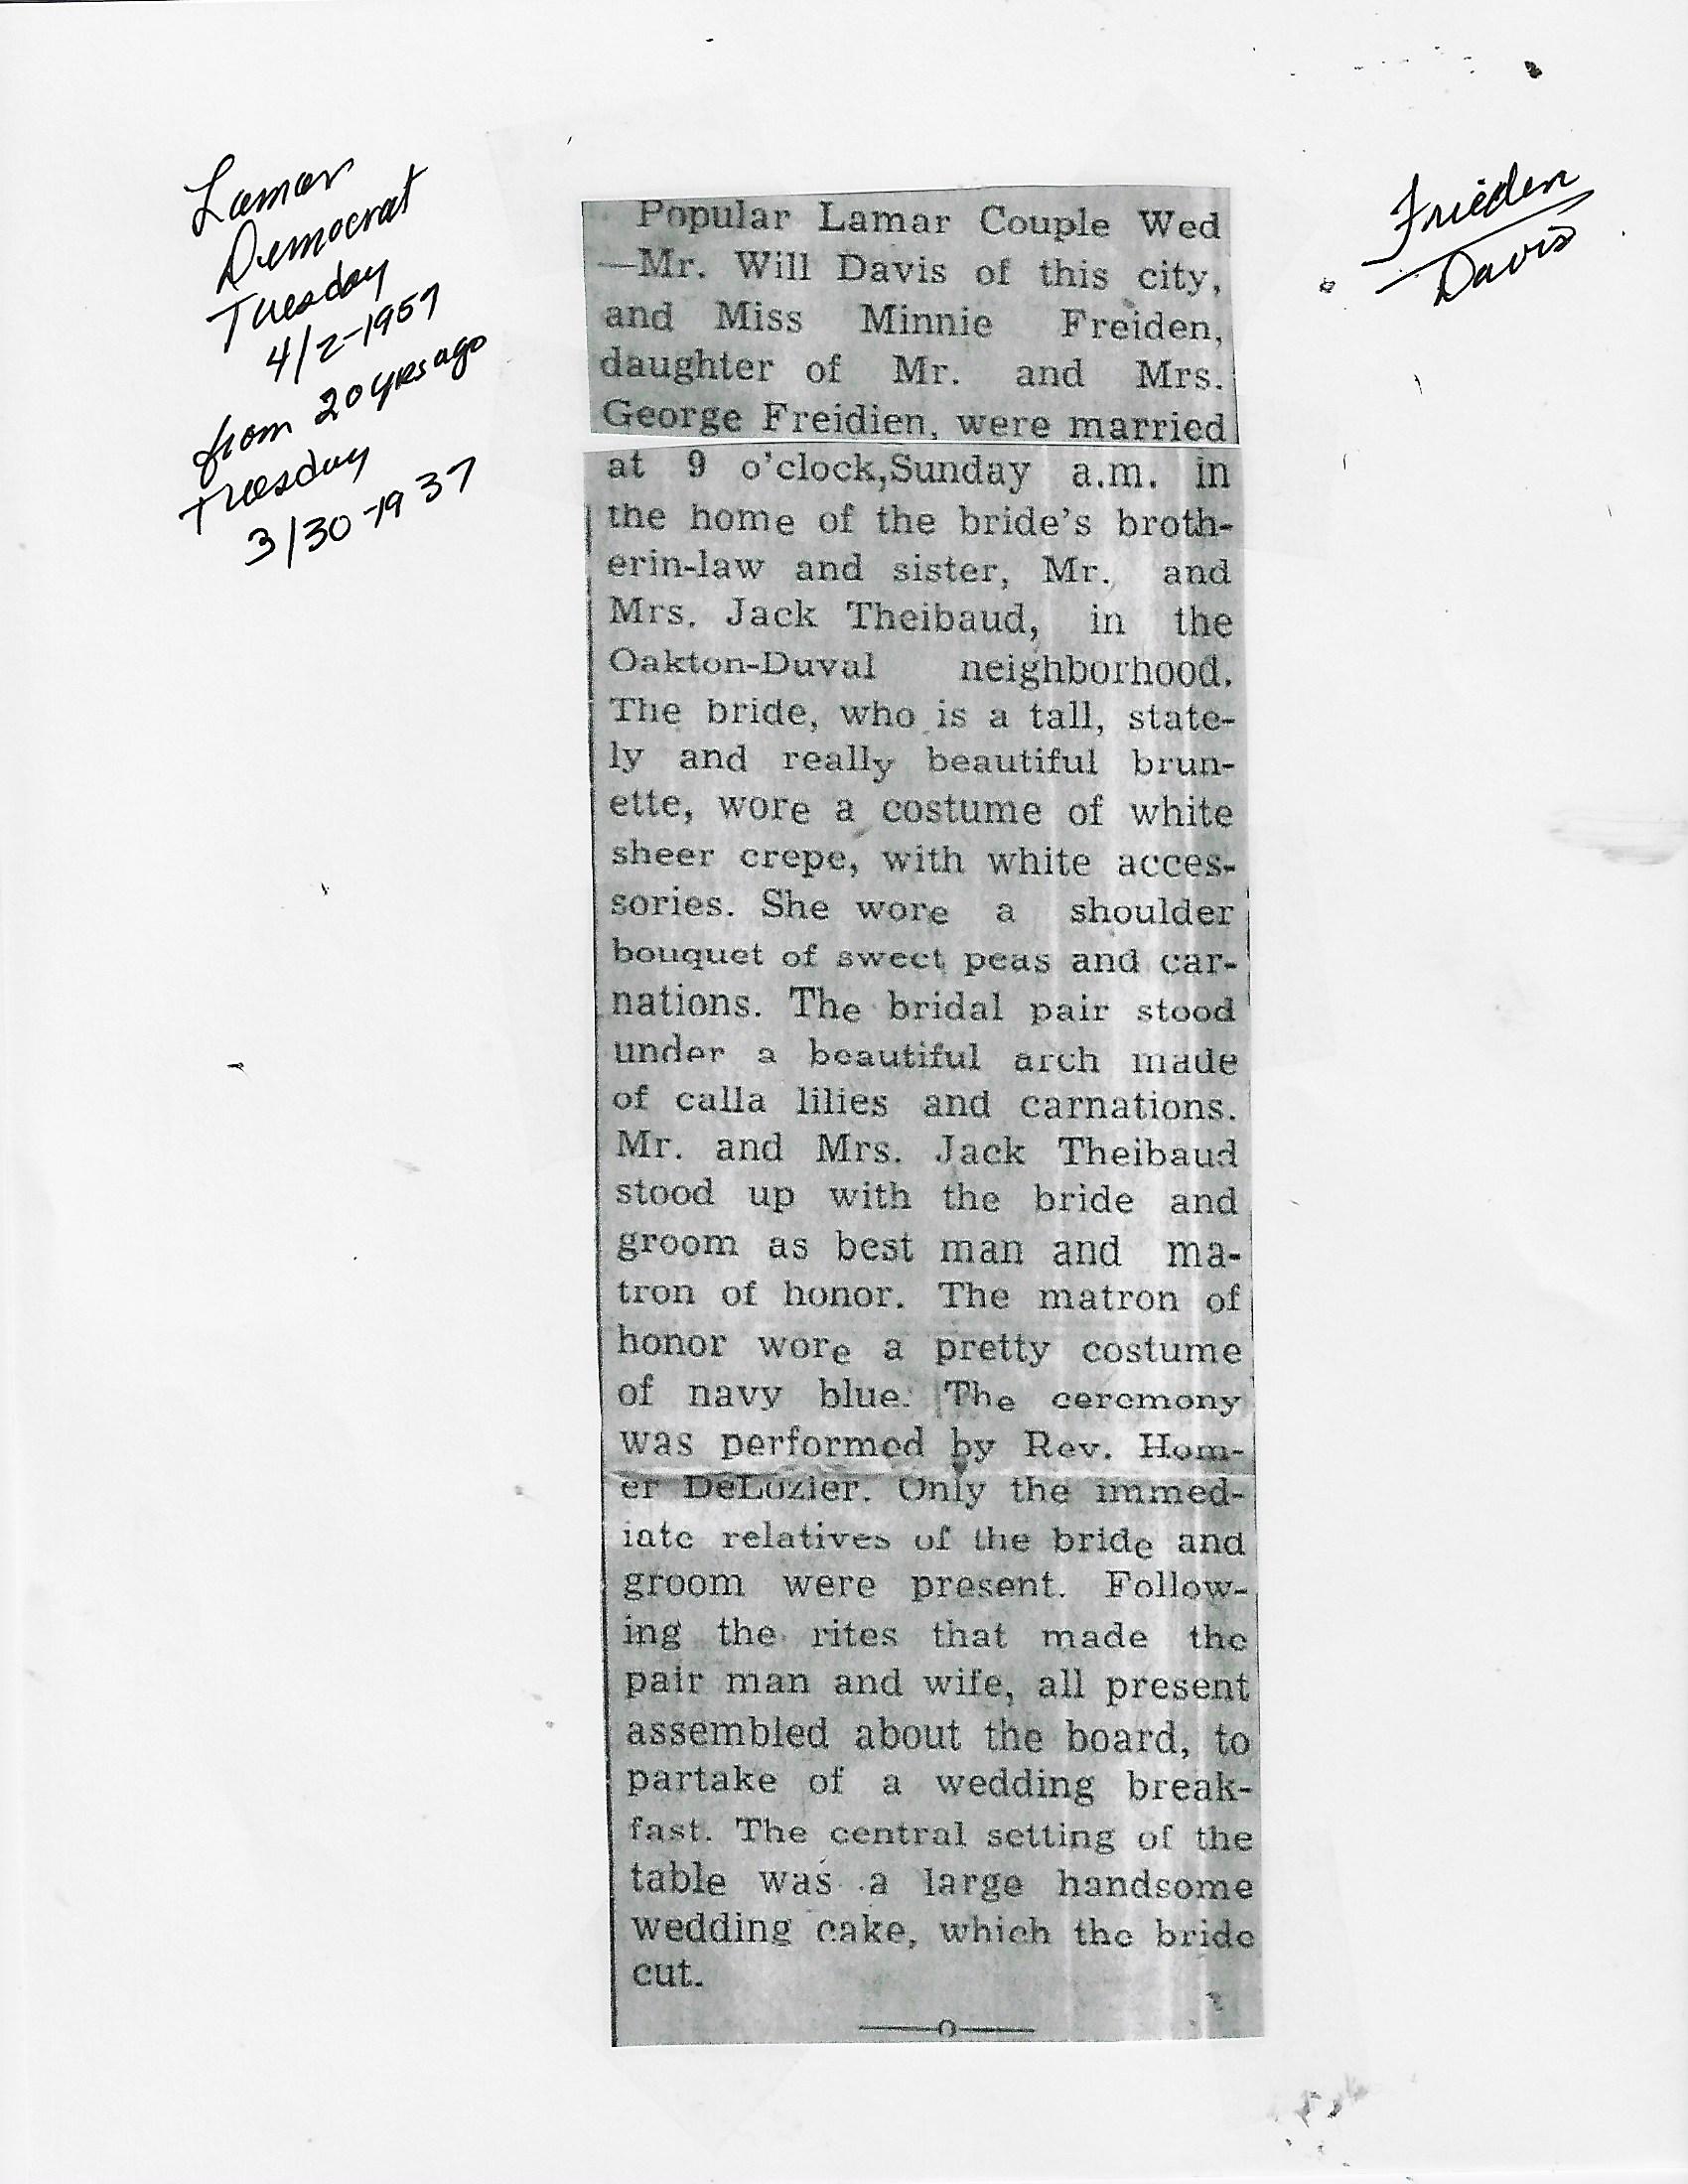 Lamar
Democrat
Tuesday
4/2-1957
from 20 yrs ago
Tuesday
3/30-1937
Frieden
Davis
Popular Lamar Couple Wed
—Mr. Will Davis of this city,
and Miss Minnie Freiden,
daughter of Mr. and Mrs.
George Freidien, were married
at 9 o'clock,Sunday a.m. in
the home of the bride's broth-
erin-law and sister, Mr. and
Mrs. Jack Theibaud, in the
Oakton-Duval neighborhood.
The bride, who is a tall, state-
ly and really beautiful brun-
ette, wore a costume of white
sheer crepe, with white acces-
sories. She wore a shoulder
bouquet of sweet peas and car-
nations. The bridal pair stood
under a beautiful arch made
of calla lilies and carnations.
Mr. and Mrs. Jack Theibaud
stood up with the bride and
groom as best man and ma-
tron of honor. The matron of
honor wore a pretty costume
of navy blue. The ceremony
was performed by Rev. Hom-
er DeLozier. Only the immed-
iate relatives of the bride and
groom were present. Follow-
ing the rites that made the
pair man and wife, all present
assembled about the board, to
partake of a wedding break-
fast. The central setting of the
table was a large handsome
wedding cake, which the bride
cut.